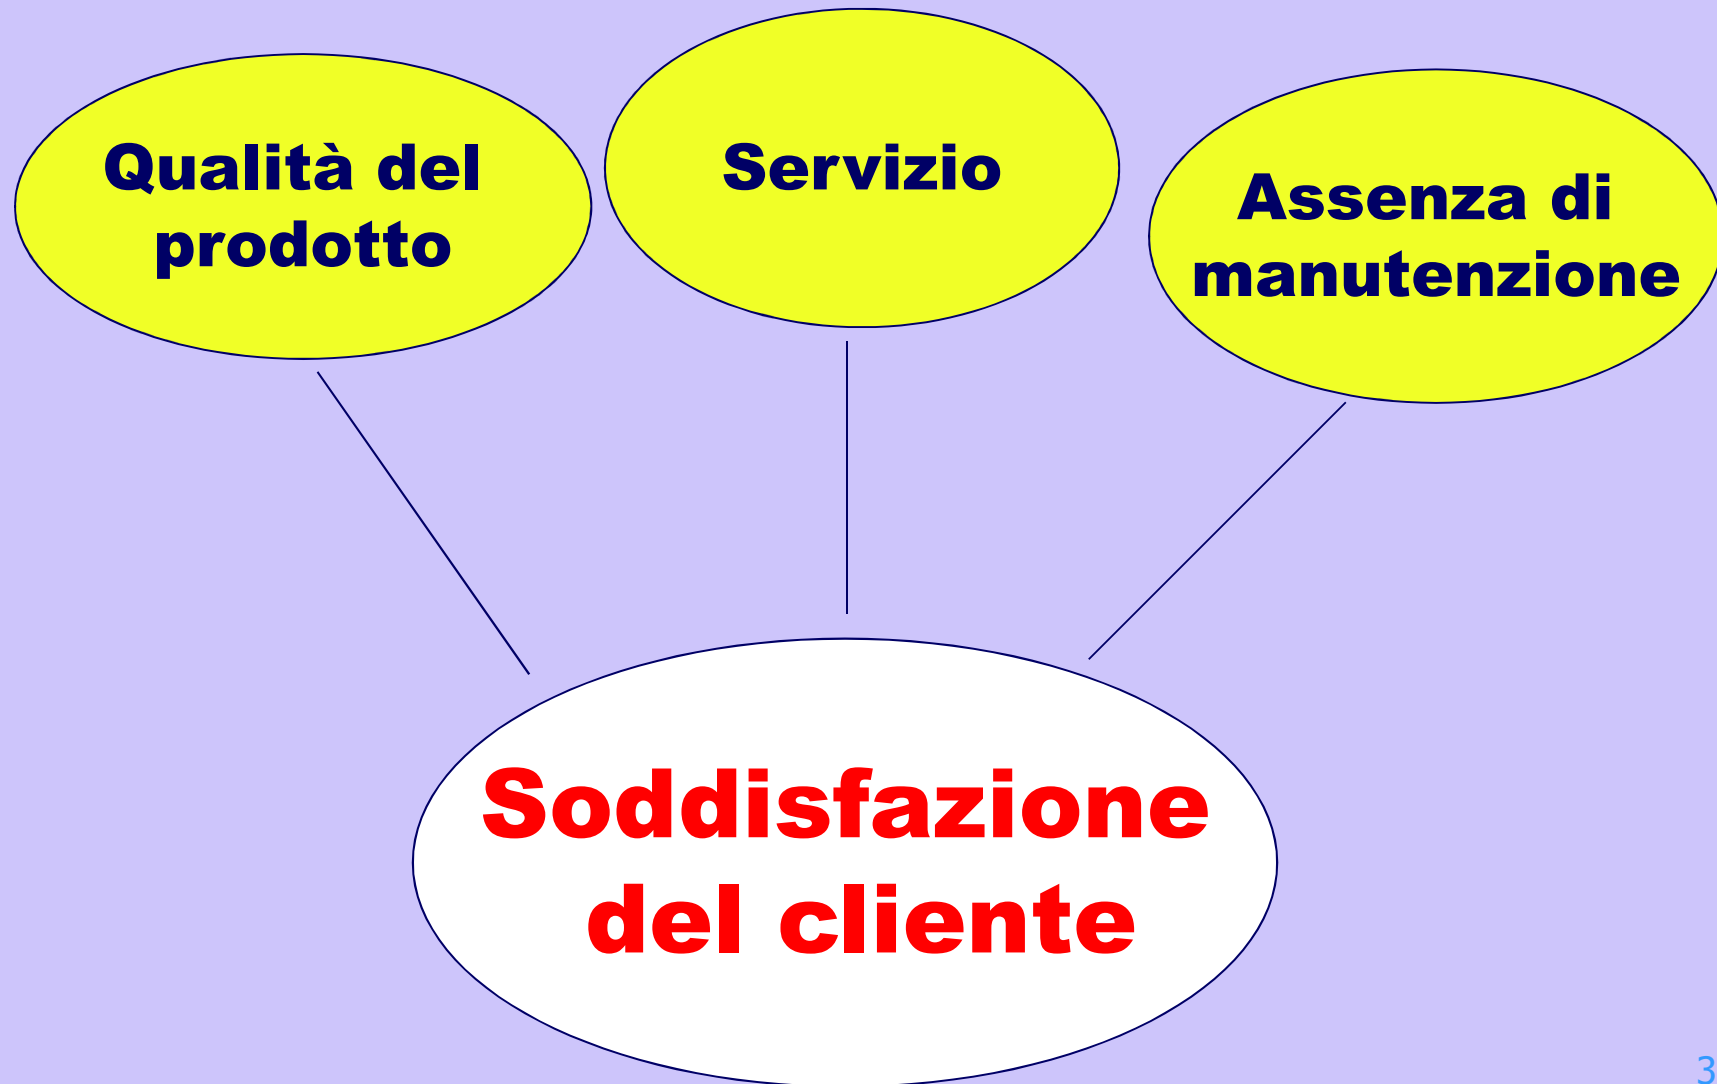 Qualità del
prodotto
Servizio
Assenza di
manutenzione
Soddisfazione
del cliente
3